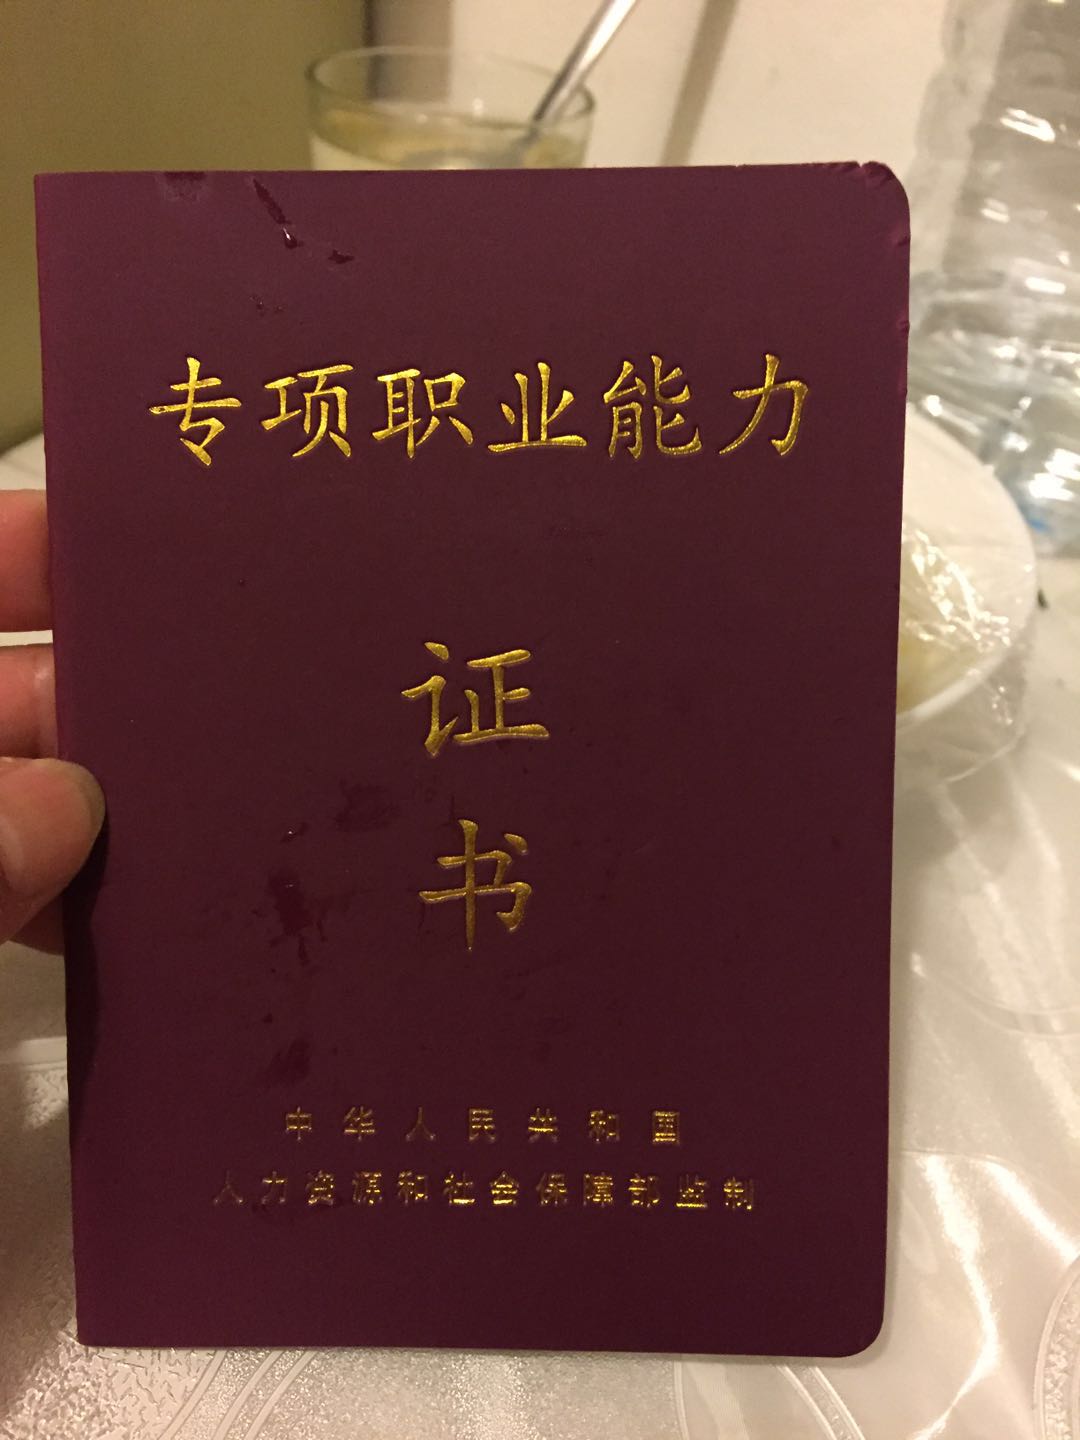 专项职业能力
证
书
中华人民共和国
人力资源和社会保障部监制